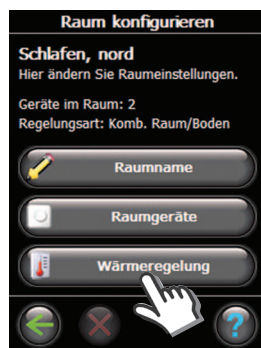 Raum konfigurieren
Schlafen, nord
Hier ändern Sie Raumeinstellungen.
Geräte im Raum: 2
Regelungsart: Komb. Raum/Boden
Raumname
Raumgeräte
Wärmeregelung
?